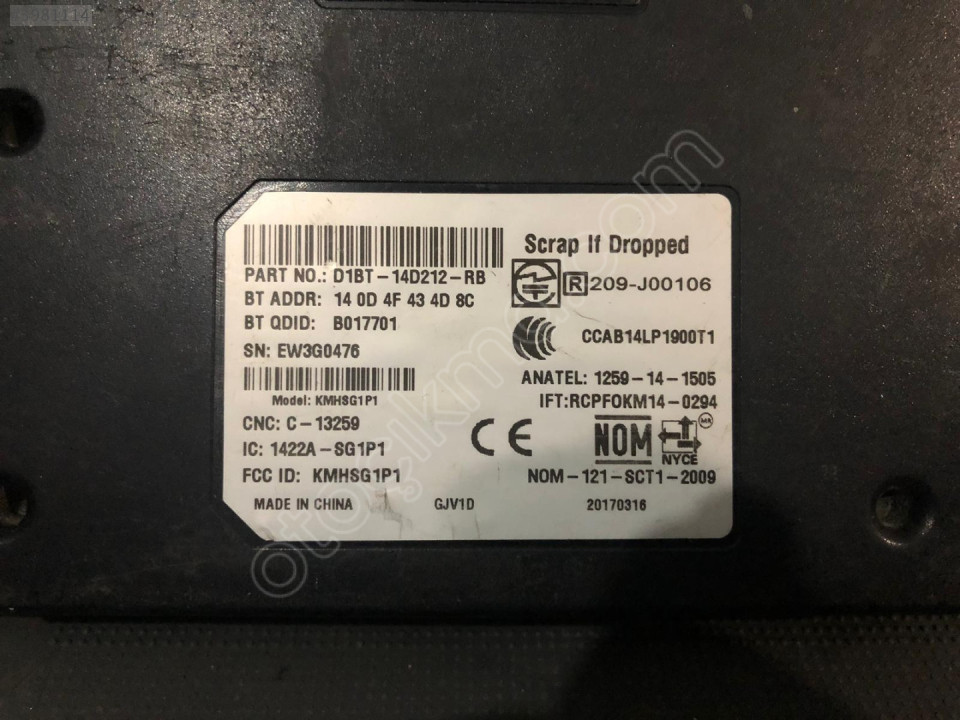 Scrap If Dropped
PART NO.: D1BT-14D212-RB
R 209-J00106
BT ADDR: 14 0D 4F 43 4D 8C
BT QDID: B017701
CCAB14LP1900T1
SN: EW3G0476
ANATEL: 1259-14-1505
Model: KMHSG1P1
IFT:RCPFOKM14-0294
CNC: C-13259
CE
NOM
NYCE
IC: 1422A-SG1P1
FCC ID: KMHSG1P1
NOM-121-SCT1-2009
MADE IN CHINA GJV1D 20170316